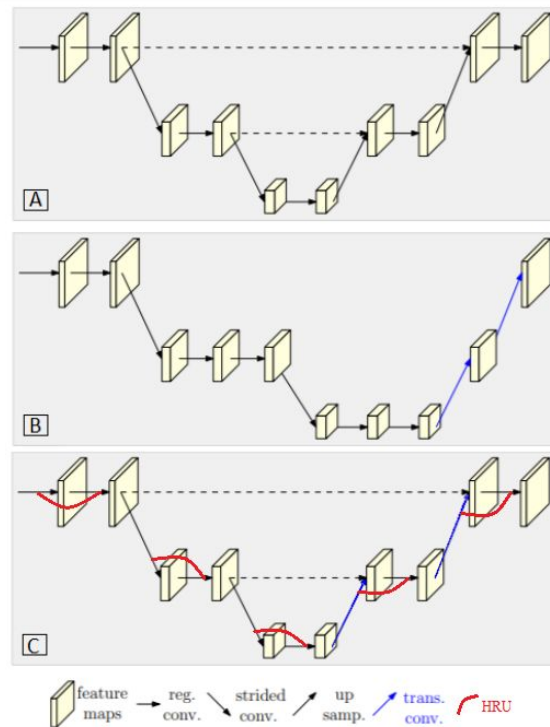 A
B
C
feature reg. strided up trans. HRU
maps conv. conv. samp. conv.